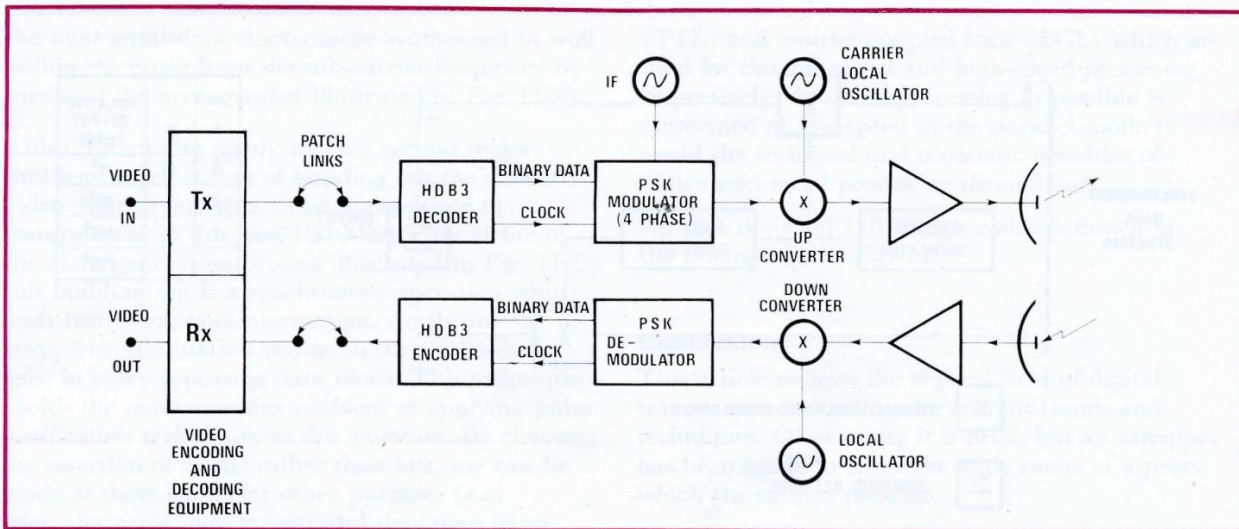 IF
CARRIER
LOCAL
OSCILLATOR
VIDEO
IN
Tx
PATCH
LINKS
HDB3
DECODER
BINARY DATA
CLOCK
PSK
MODULATOR
(4 PHASE)
X
UP
CONVERTER
VIDEO
OUT
Rx
HDB3
ENCODER
BINARY DATA
CLOCK
PSK
DE-
MODULATOR
DOWN
CONVERTER
X
LOCAL
OSCILLATOR
VIDEO
ENCODING
AND
DECODING
EQUIPMENT